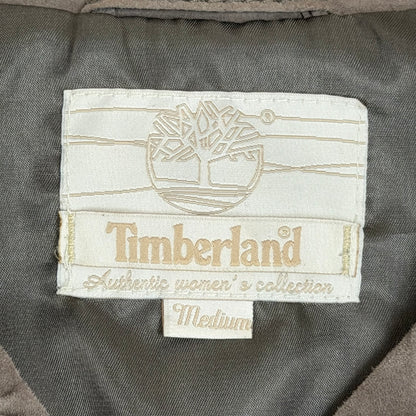 ®
Timberland®
Authentic women's collection
Medium